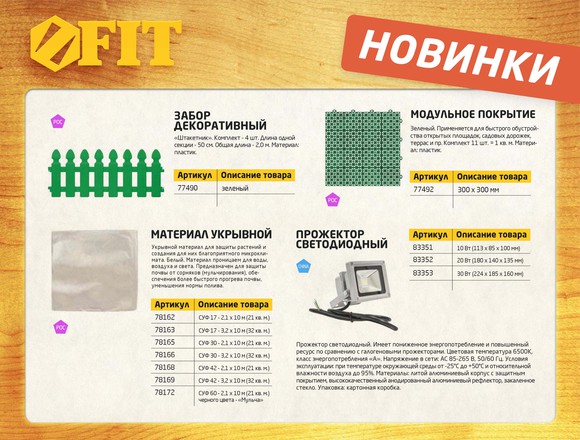 FIT
НОВИНКИ
РОС
ЗАБОР
ДЕКОРАТИВНЫЙ
«Штакетник». Комплект - 4 шт. Длина одной
секции - 50 см. Общая длина - 2,0 м. Материал:
пластик.
Артикул Описание товара
77490 зеленый
РОС
МОДУЛЬНОЕ ПОКРЫТИЕ
Зеленый. Применяется для быстрого обустрой-
ства открытых площадок, садовых дорожек,
террас и пр. Комплект 11 шт. = 1 кв. м. Матери-
ал: пластик.
Артикул Описание товара
77492 300 х 300 мм
РОС
МАТЕРИАЛ УКРЫВНОЙ
Укрывной материал для защиты растений и
создания для них благоприятного микрокли-
мата. Белый. Материал проницаем для воды,
воздуха и света. Предназначен для защиты
почвы от сорняков (мульчирования), обе-
спечения более быстрого прогрева почвы,
уменьшения нормы полива.
Артикул Описание товара
78162 СУФ 17 - 2,1 х 10 м (21 кв. м.)
78163 СУФ 17 - 3,2 х 10 м (32 кв. м.)
78165 СУФ 30 - 2,1 х 10 м (21 кв. м.)
78166 СУФ 30 - 3,2 х 10 м (32 кв. м.)
78168 СУФ 42 - 2,1 х 10 м (21 кв. м.)
78169 СУФ 42 - 3,2 х 10 м (32 кв. м.)
78172 СУФ 60 - 2,1 х 10 м (21 кв. м.)
черного цвета - «Мульча»
ПРОЖЕКТОР
СВЕТОДИОДНЫЙ
Артикул Описание товара
83351 10 Вт (113 х 85 х 100 мм)
83352 20 Вт (180 х 140 х 135 мм)
83353 30 Вт (224 х 185 х 160 мм)
Прожектор светодиодный. Имеет пониженное энергопотребление и повышенный
ресурс по сравнению с галогеновыми прожекторами. Цветовая температура 6500К,
класс энергопотребления «А». Напряжение в сети: AC 85-265 В, 50/60 Гц. Условия
эксплуатации: при температуре окружающей среды от -25°С до +50°С и относительной
влажности воздуха до 95%. Материалы: литой алюминиевый корпус с защитным
покрытием, высококачественный анодированный алюминиевый рефлектор, закаленное
стекло. Упаковка: картонная коробка.